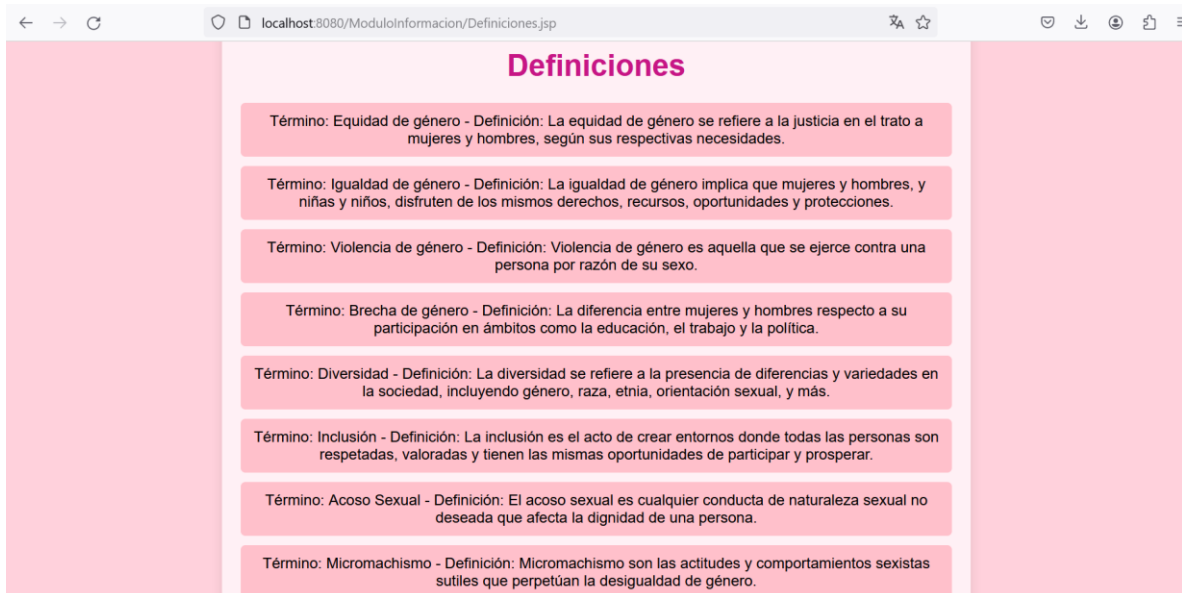 localhost:8080/ModuloInformacion/Definiciones.jsp
Definiciones
Término: Equidad de género - Definición: La equidad de género se refiere a la justicia en el trato a
mujeres y hombres, según sus respectivas necesidades.
Término: Igualdad de género - Definición: La igualdad de género implica que mujeres y hombres, y
niñas y niños, disfruten de los mismos derechos, recursos, oportunidades y protecciones.
Término: Violencia de género - Definición: Violencia de género es aquella que se ejerce contra una
persona por razón de su sexo.
Término: Brecha de género - Definición: La diferencia entre mujeres y hombres respecto a su
participación en ámbitos como la educación, el trabajo y la política.
Término: Diversidad - Definición: La diversidad se refiere a la presencia de diferencias y variedades en
la sociedad, incluyendo género, raza, etnia, orientación sexual, y más.
Término: Inclusión - Definición: La inclusión es el acto de crear entornos donde todas las personas son
respetadas, valoradas y tienen las mismas oportunidades de participar y prosperar.
Término: Acoso Sexual - Definición: El acoso sexual es cualquier conducta de naturaleza sexual no
deseada que afecta la dignidad de una persona.
Término: Micromachismo - Definición: Micromachismo son las actitudes y comportamientos sexistas
sutiles que perpetúan la desigualdad de género.